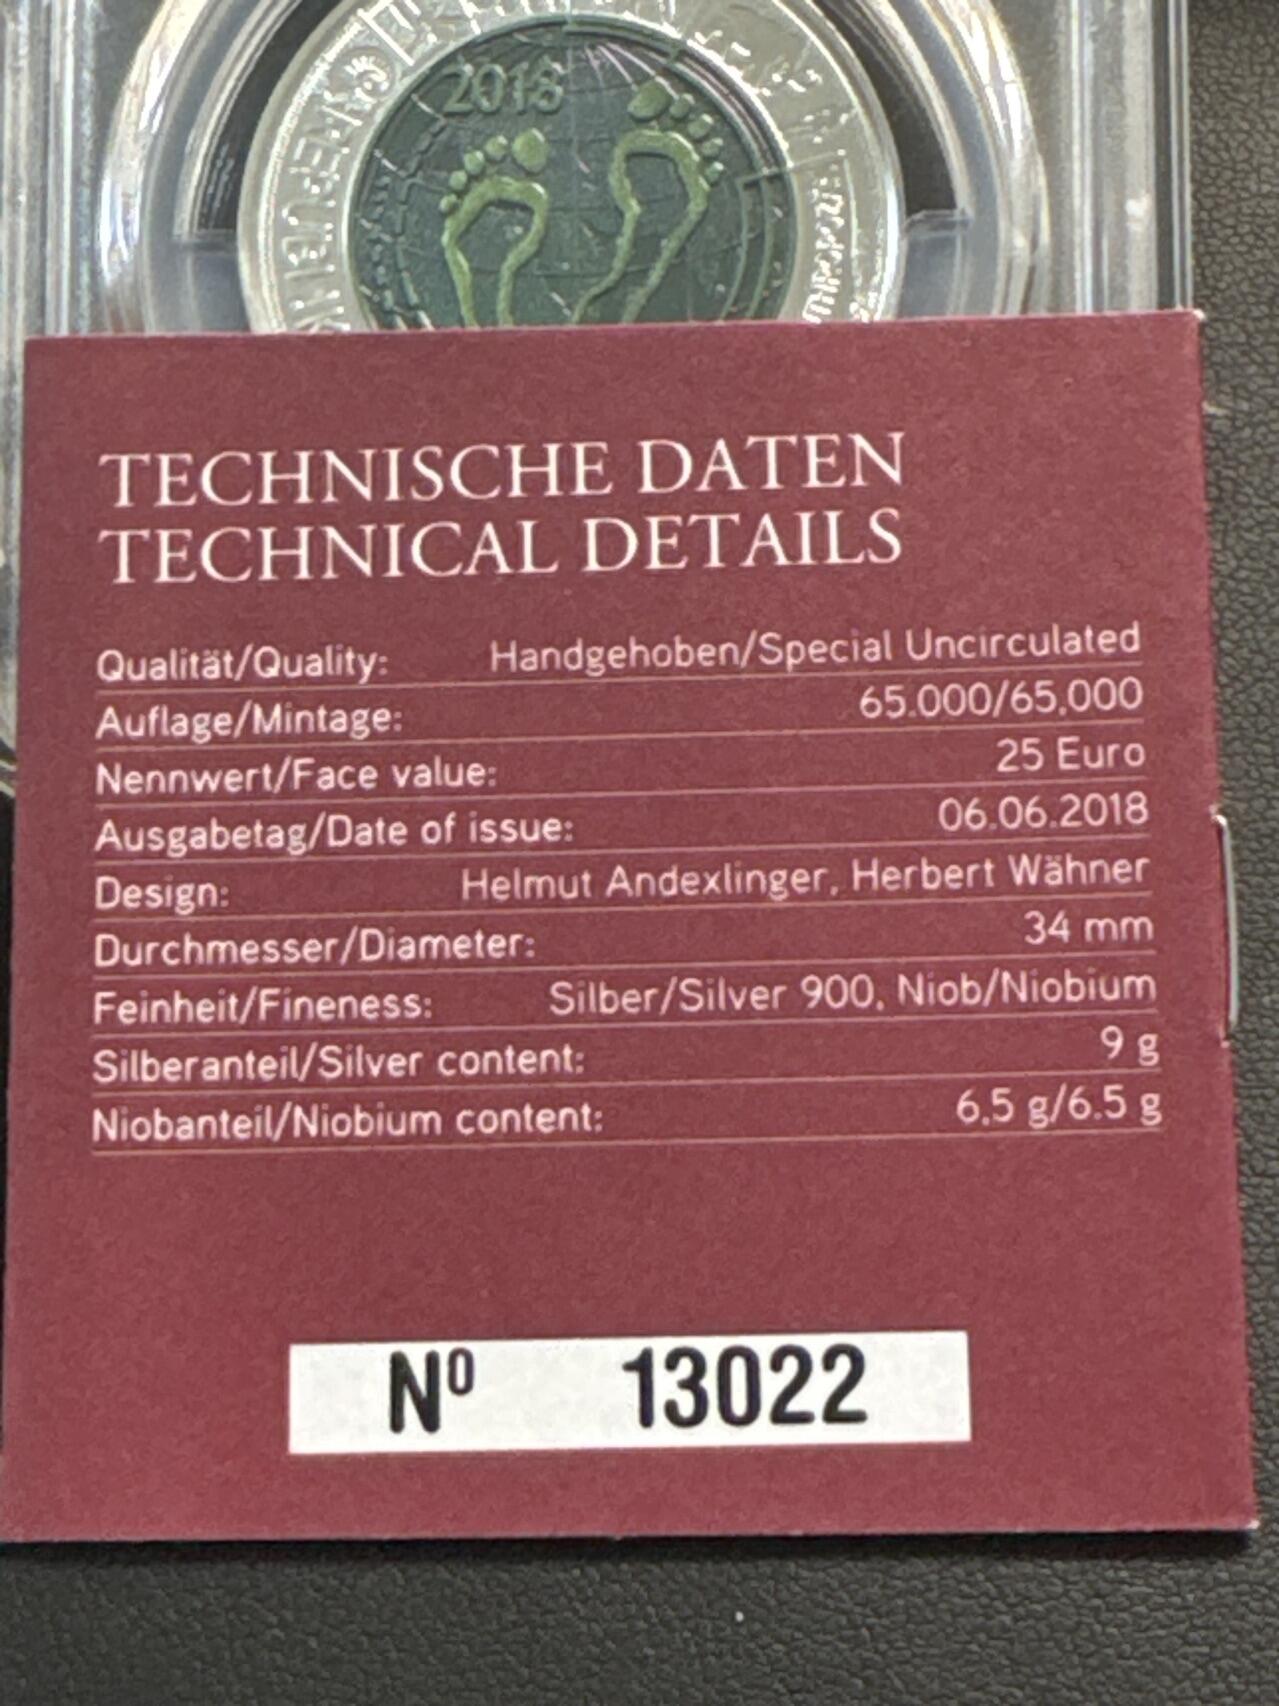 2018
TECHNISCHE DATEN
TECHNICAL DETAILS
Qualität/Quality: Handgehoben/Special Uncirculated
Auflage/Mintage: 65.000/65,000
Nennwert/Face value: 25 Euro
Ausgabetag/Date of issue: 06.06.2018
Design: Helmut Andexlinger, Herbert Wähner
Durchmesser/Diameter: 34 mm
Feinheit/Fineness: Silber/Silver 900, Niob/Niobium
Silberanteil/Silver content: 9 g
Niobanteil/Niobium content: 6,5 g/6.5 g
Nº 13022